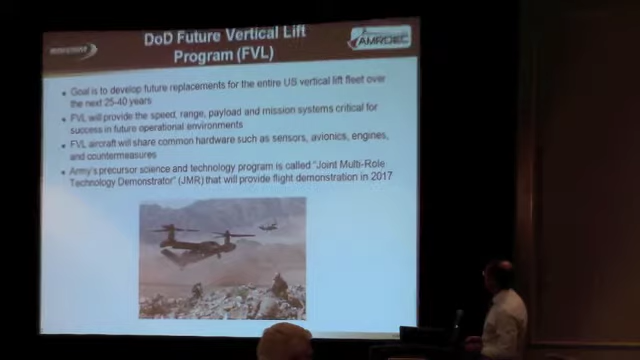 DoD Future Vertical Lift
Program (FVL)
AMRDEC
• Goal is to develop future replacements for the entire US vertical lift fleet over
the next 25-40 years
• FVL will provide the speed, range, payload and mission systems critical for
success in future operational environments
• FVL aircraft will share common hardware such as sensors, avionics, engines,
and countermeasures
• Army's precursor science and technology program is called "Joint Multi-Role
Technology Demonstrator" (JMR) that will provide flight demonstration in 2017